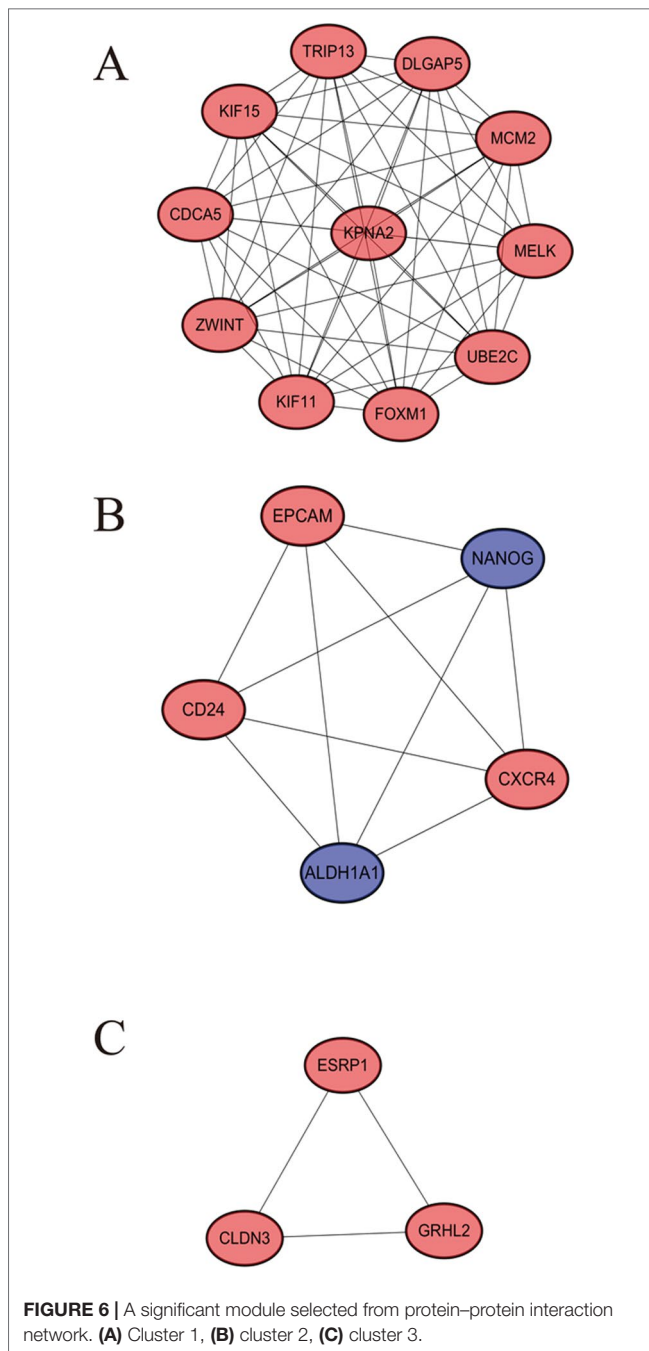 A
TRIP13
DLGAP5
KIF15
MCM2
CDCA5
KPNA2
MELK
ZWINT
UBE2C
KIF11
FOXM1
B
EPCAM
NANOG
CD24
CXCR4
ALDH1A1
C
ESRP1
CLDN3
GRHL2
FIGURE 6 | A significant module selected from protein–protein interaction
network. (A) Cluster 1, (B) cluster 2, (C) cluster 3.